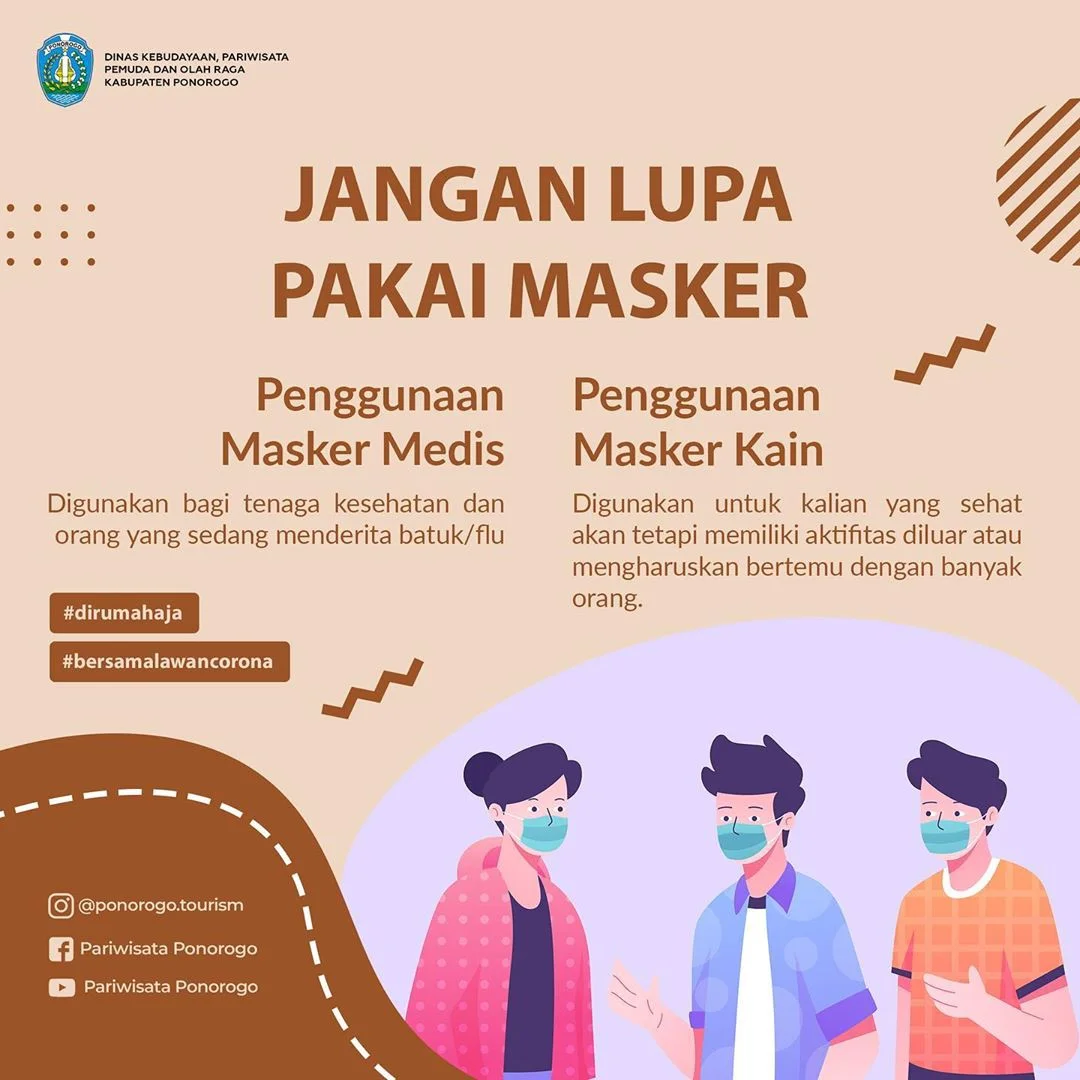 PONOROGO
DINAS KEBUDAYAAN, PARIWISATA
PEMUDA DAN OLAH RAGA
KABUPATEN PONOROGO
JANGAN LUPA
PAKAI MASKER
Penggunaan
Masker Medis
Digunakan bagi tenaga kesehatan dan
orang yang sedang menderita batuk/flu
Penggunaan
Masker Kain
Digunakan untuk kalian yang sehat
akan tetapi memiliki aktifitas diluar atau
mengharuskan bertemu dengan banyak
orang.
#dirumahaja
#bersamalawancorona
@ponorogo.tourism
Pariwisata Ponorogo
Pariwisata Ponorogo